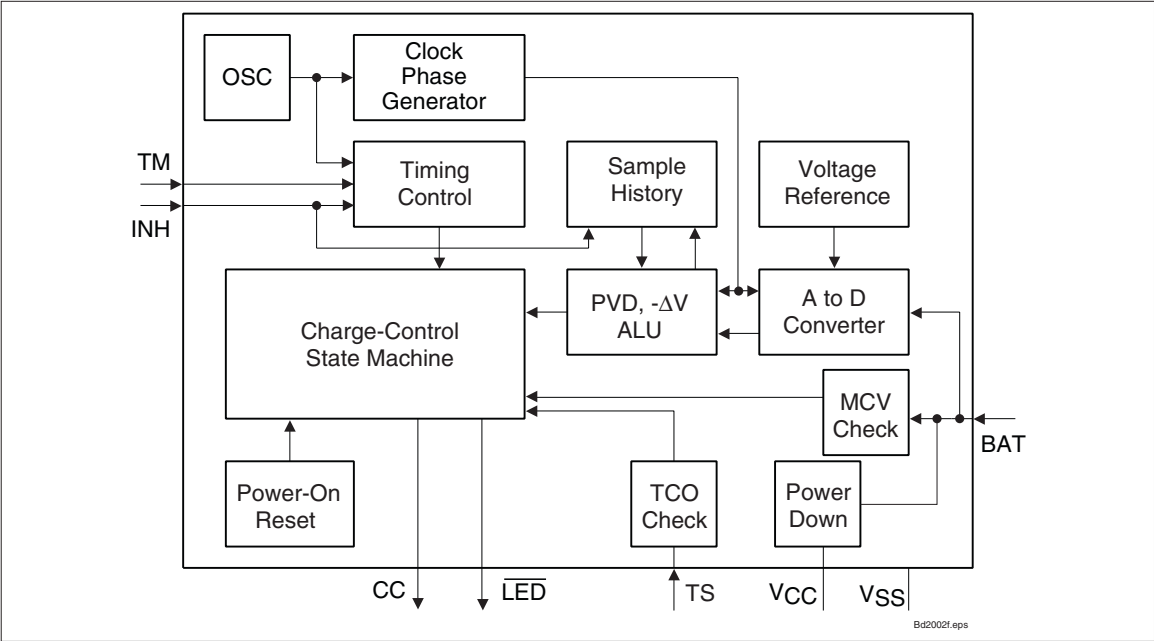 OSC
Clock
Phase
Generator
TM
INH
Timing
Control
Sample
History
Voltage
Reference
Charge-Control
State Machine
PVD, -ΔV
ALU
A to D
Converter
MCV
Check
BAT
Power-On
Reset
TCO
Check
Power
Down
CC
LED
TS
VCC
VSS
Bd2002f.eps